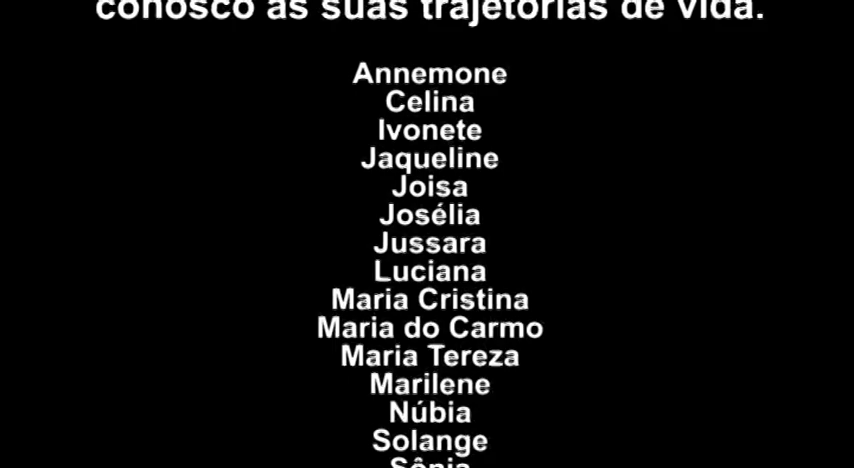 conosco as suas trajetórias de vida.
Annemone
Celina
Ivonete
Jaqueline
Joisa
Josélia
Jussara
Luciana
Maria Cristina
Maria do Carmo
Maria Tereza
Marilene
Núbia
Solange
Sônia